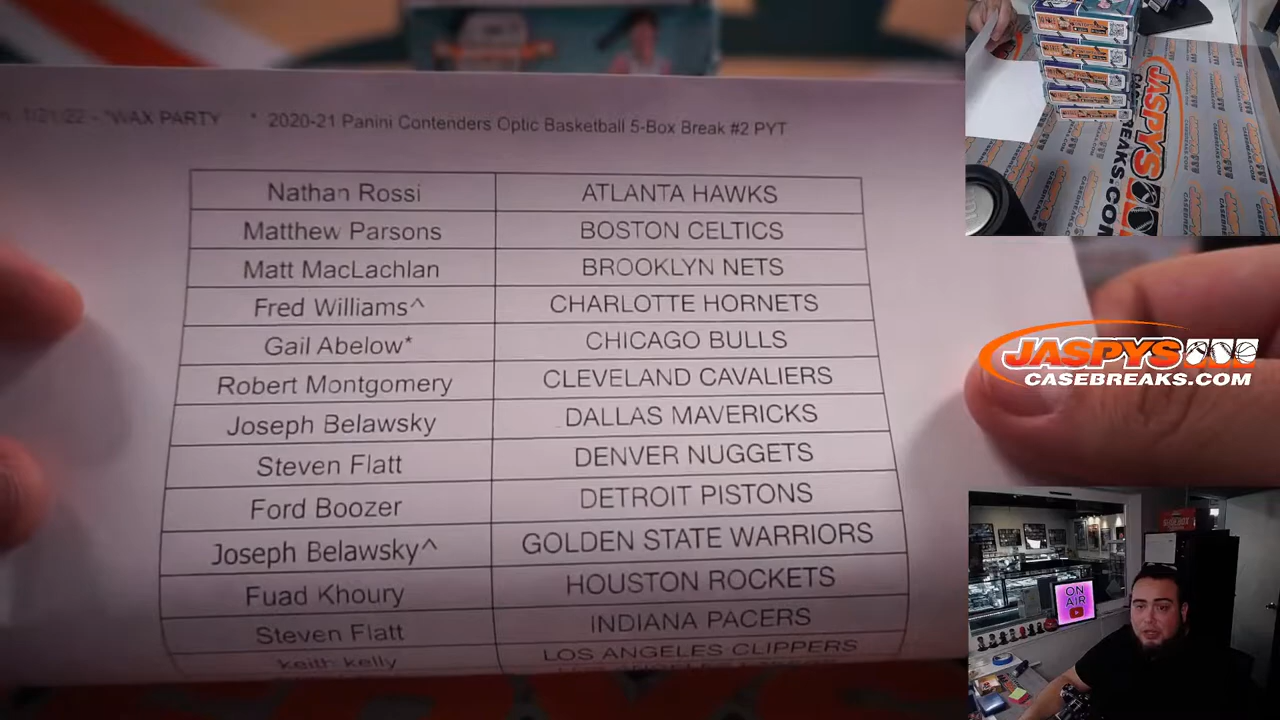 1/21/22 - *WAX PARTY * 2020-21 Panini Contenders Optic Basketball 5-Box Break #2 PYT
Nathan Rossi ATLANTA HAWKS
Matthew Parsons BOSTON CELTICS
Matt MacLachlan BROOKLYN NETS
Fred Williams^ CHARLOTTE HORNETS
Gail Abelow* CHICAGO BULLS
Robert Montgomery CLEVELAND CAVALIERS
Joseph Belawsky DALLAS MAVERICKS
Steven Flatt DENVER NUGGETS
Ford Boozer DETROIT PISTONS
Joseph Belawsky^ GOLDEN STATE WARRIORS
Fuad Khoury HOUSTON ROCKETS
Steven Flatt INDIANA PACERS
keith kelly LOS ANGELES CLIPPERS
JASPYS
CASEBREAKS.COM
JASPYS
CASEBREAKS.COM
ON
AIR